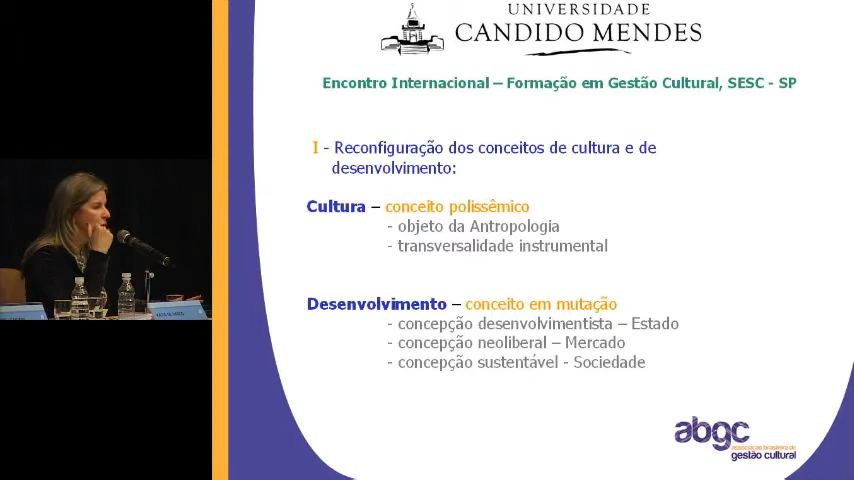 UNIVERSIDADE
CANDIDO MENDES
Encontro Internacional – Formação em Gestão Cultural, SESC - SP
I - Reconfiguração dos conceitos de cultura e de
desenvolvimento:
Cultura – conceito polissêmico
- objeto da Antropologia
- transversalidade instrumental
Desenvolvimento – conceito em mutação
- concepção desenvolvimentista – Estado
- concepção neoliberal – Mercado
- concepção sustentável - Sociedade
abgc
associação brasileira de
gestão cultural